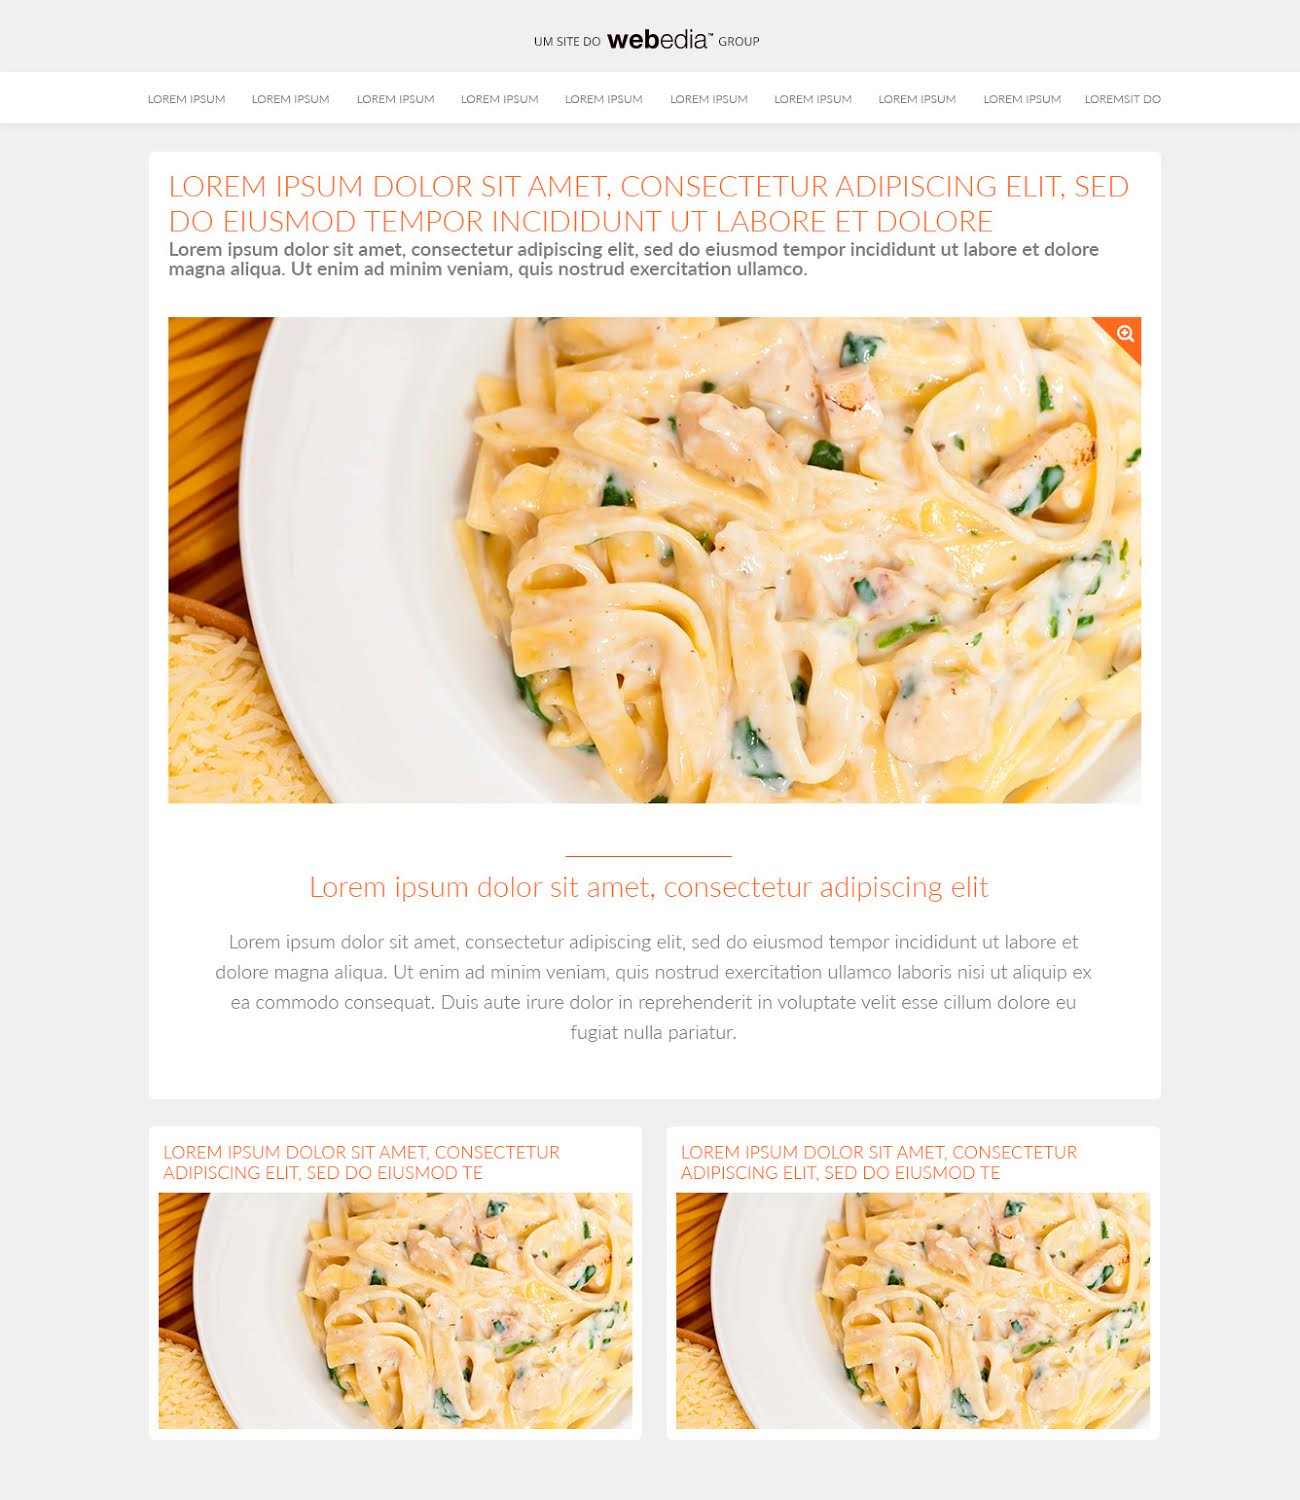 UM SITE DO webedia™ GROUP
LOREM IPSUM LOREM IPSUM LOREM IPSUM LOREM IPSUM LOREM IPSUM LOREM IPSUM LOREM IPSUM LOREM IPSUM LOREM IPSUM LOREMSIT DO
LOREM IPSUM DOLOR SIT AMET, CONSECTETUR ADIPISCING ELIT, SED
DO EIUSMOD TEMPOR INCIDIDUNT UT LABORE ET DOLORE
Lorem ipsum dolor sit amet, consectetur adipiscing elit, sed do eiusmod tempor incididunt ut labore et dolore
magna aliqua. Ut enim ad minim veniam, quis nostrud exercitation ullamco.
Lorem ipsum dolor sit amet, consectetur adipiscing elit
Lorem ipsum dolor sit amet, consectetur adipiscing elit, sed do eiusmod tempor incididunt ut labore et
dolore magna aliqua. Ut enim ad minim veniam, quis nostrud exercitation ullamco laboris nisi ut aliquip ex
ea commodo consequat. Duis aute irure dolor in reprehenderit in voluptate velit esse cillum dolore eu
fugiat nulla pariatur.
LOREM IPSUM DOLOR SIT AMET, CONSECTETUR
ADIPISCING ELIT, SED DO EIUSMOD TE
LOREM IPSUM DOLOR SIT AMET, CONSECTETUR
ADIPISCING ELIT, SED DO EIUSMOD TE